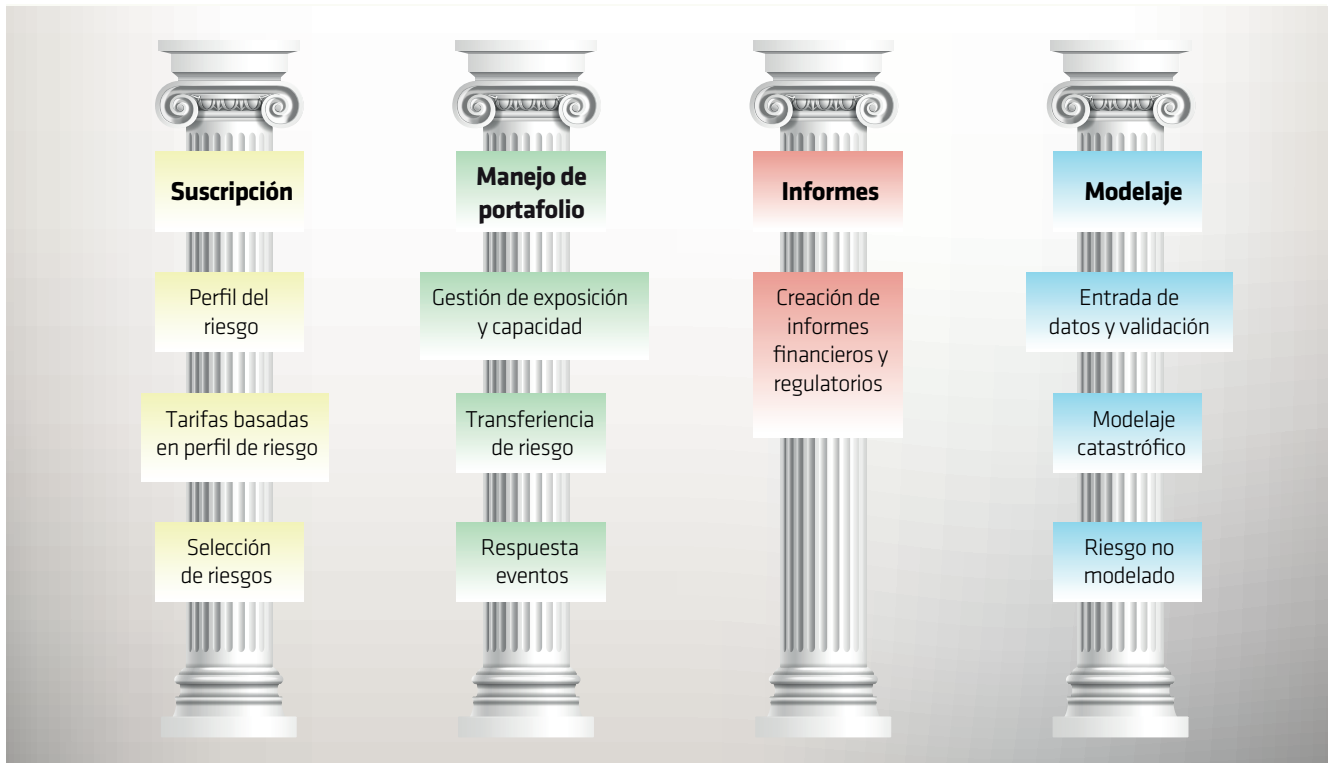 Suscripción
Perfil del
riesgo
Tarifas basadas
en perfil de riesgo
Selección
de riesgos
Manejo de
portafolio
Gestión de exposición
y capacidad
Transferiencia
de riesgo
Respuesta
eventos
Informes
Creación de
informes
financieros y
regulatorios
Modelaje
Entrada de
datos y validación
Modelaje
catastrófico
Riesgo no
modelado